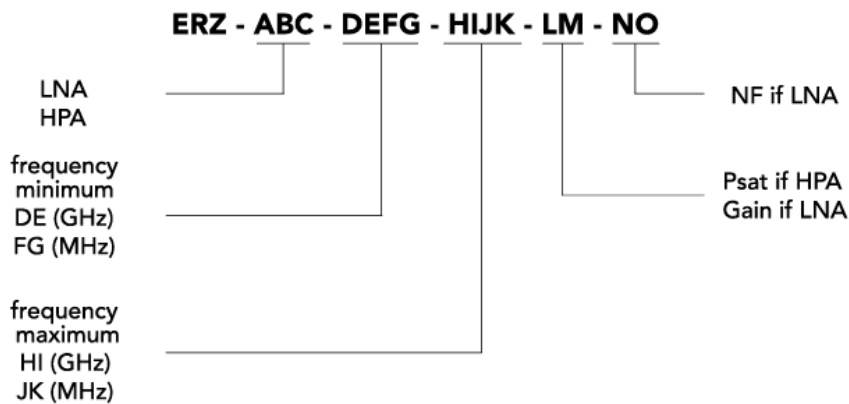 ERZ - ABC - DEFG - HIJK - LM - NO
LNA
HPA
NF if LNA
frequency
minimum
DE (GHz)
FG (MHz)
Psat if HPA
Gain if LNA
frequency
maximum
HI (GHz)
JK (MHz)